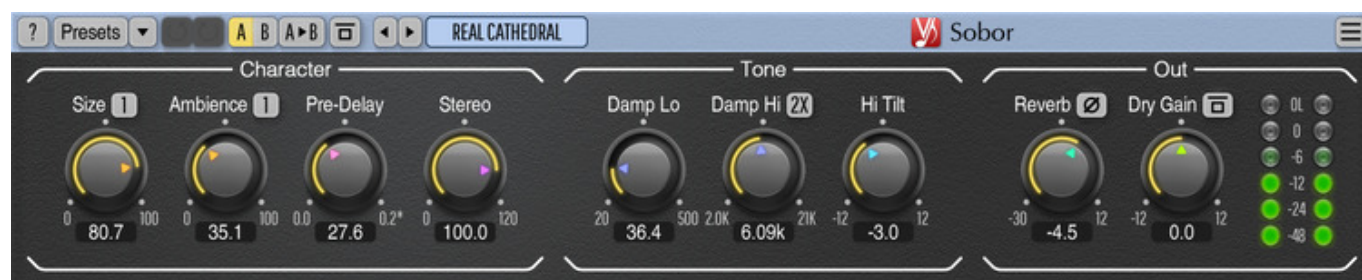 ? Presets A B A▸B REAL CATHEDRAL Sobor
Character Tone Out
Size 1 Ambience 1 Pre-Delay Stereo Damp Lo Damp Hi 2X Hi Tilt Reverb Ø Dry Gain 0L
0
-6
-12
-24
-48
0 100 0 100 0.0 0.2" 0 120 20 500 2.0K 21K -12 12 -30 12 -12 12
80.7 35.1 27.6 100.0 36.4 6.09k -3.0 -4.5 0.0